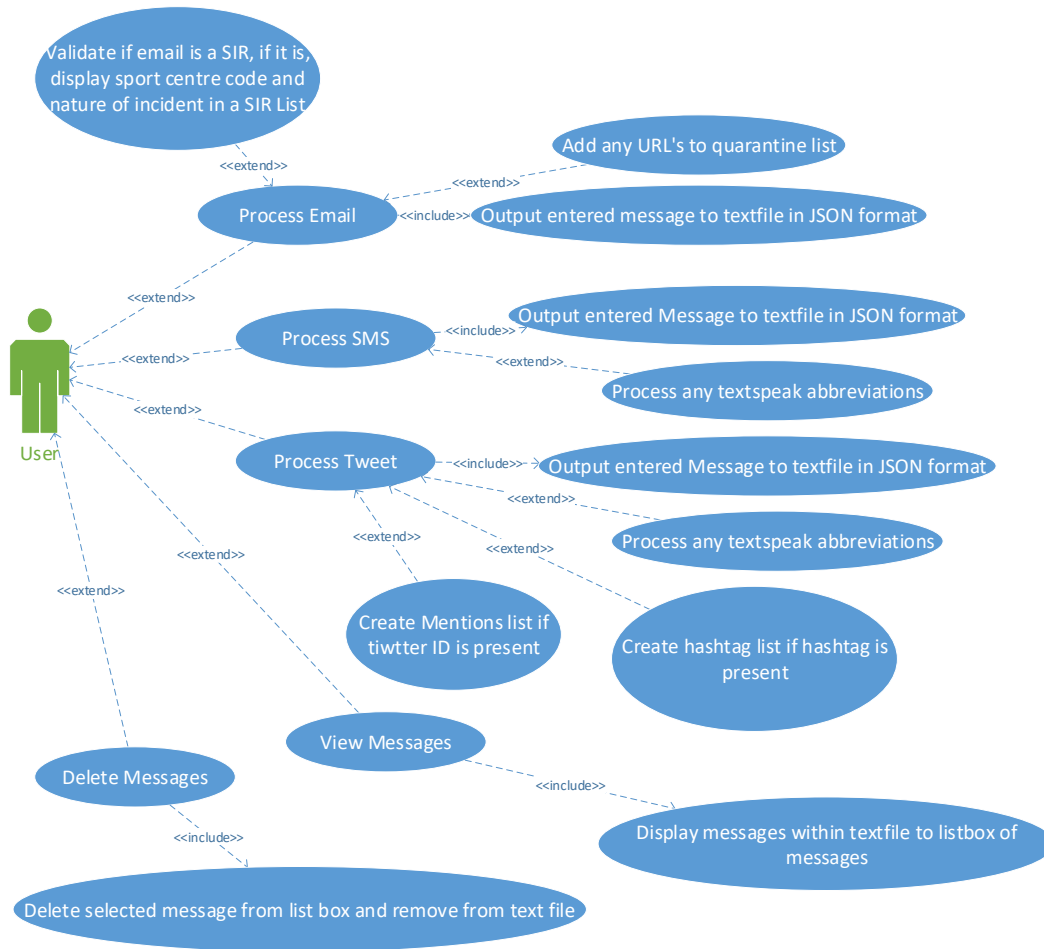 Validate if email is a SIR, if it is,
display sport centre code and
nature of incident in a SIR List
<<extend>>
Add any URL's to quarantine list
<<extend>>
Process Email
<<include>>
Output entered message to textfile in JSON format
<<extend>>
Output entered Message to textfile in JSON format
<<include>>
Process SMS
<<extend>>
<<extend>>
Process any textspeak abbreviations
<<extend>>
User
Process Tweet
<<include>>
Output entered Message to textfile in JSON format
<<extend>>
Process any textspeak abbreviations
<<extend>>
<<extend>>
<<extend>>
<<extend>>
Create Mentions list if
tiwtter ID is present
Create hashtag list if hashtag is
present
View Messages
Delete Messages
<<include>>
<<include>>
Display messages within textfile to listbox of
messages
Delete selected message from list box and remove from text file